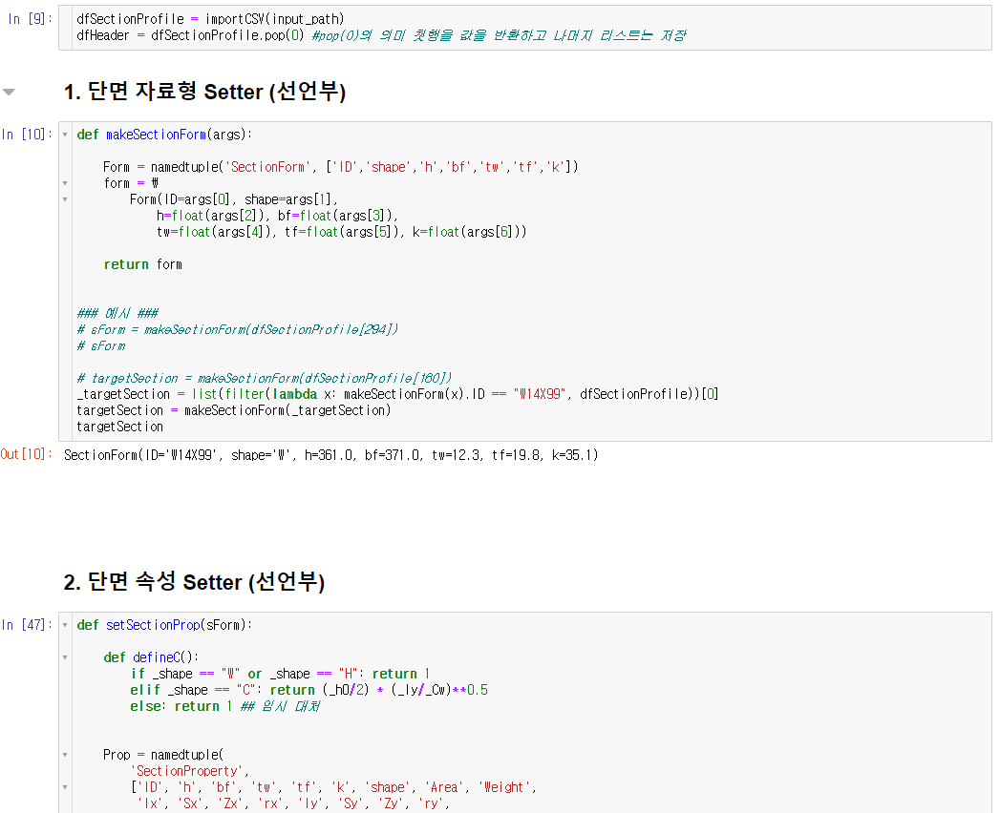 In [9]:
dfSectionProfile = importCSV(input_path)
dfHeader = dfSectionProfile.pop(0) #pop(0)의 의미 첫행을 값을 반환하고 나머지 리스트는 저장
1. 단면 자료형 Setter (선언부)
In [10]:
def makeSectionForm(args):
Form = namedtuple('SectionForm', ['ID','shape','h','bf','tw','tf','k'])
form = ₩
Form(ID=args[0], shape=args[1],
h=float(args[2]), bf=float(args[3]),
tw=float(args[4]), tf=float(args[5]), k=float(args[6]))
return form
### 예시 ###
# sForm = makeSectionForm(dfSectionProfile[294])
# sForm
# targetSection = makeSectionForm(dfSectionProfile[160])
_targetSection = list(filter(lambda x: makeSectionForm(x).ID == "W14X99", dfSectionProfile))[0]
targetSection = makeSectionForm(_targetSection)
targetSection
Out[10]: SectionForm(ID='W14X99', shape='W', h=361.0, bf=371.0, tw=12.3, tf=19.8, k=35.1)
2. 단면 속성 Setter (선언부)
In [47]:
def setSectionProp(sForm):
def defineC():
if _shape == "W" or _shape == "H": return 1
elif _shape == "C": return (_h0/2) * (_Iy/_Cw)**0.5
else: return 1 ## 임시 대처
Prop = namedtuple(
'SectionProperty',
['ID', 'h', 'bf', 'tw', 'tf', 'k', 'shape', 'Area', 'Weight',
'Ix', 'Sx', 'Zx', 'rx', 'Iy', 'Sy', 'Zy', 'ry',